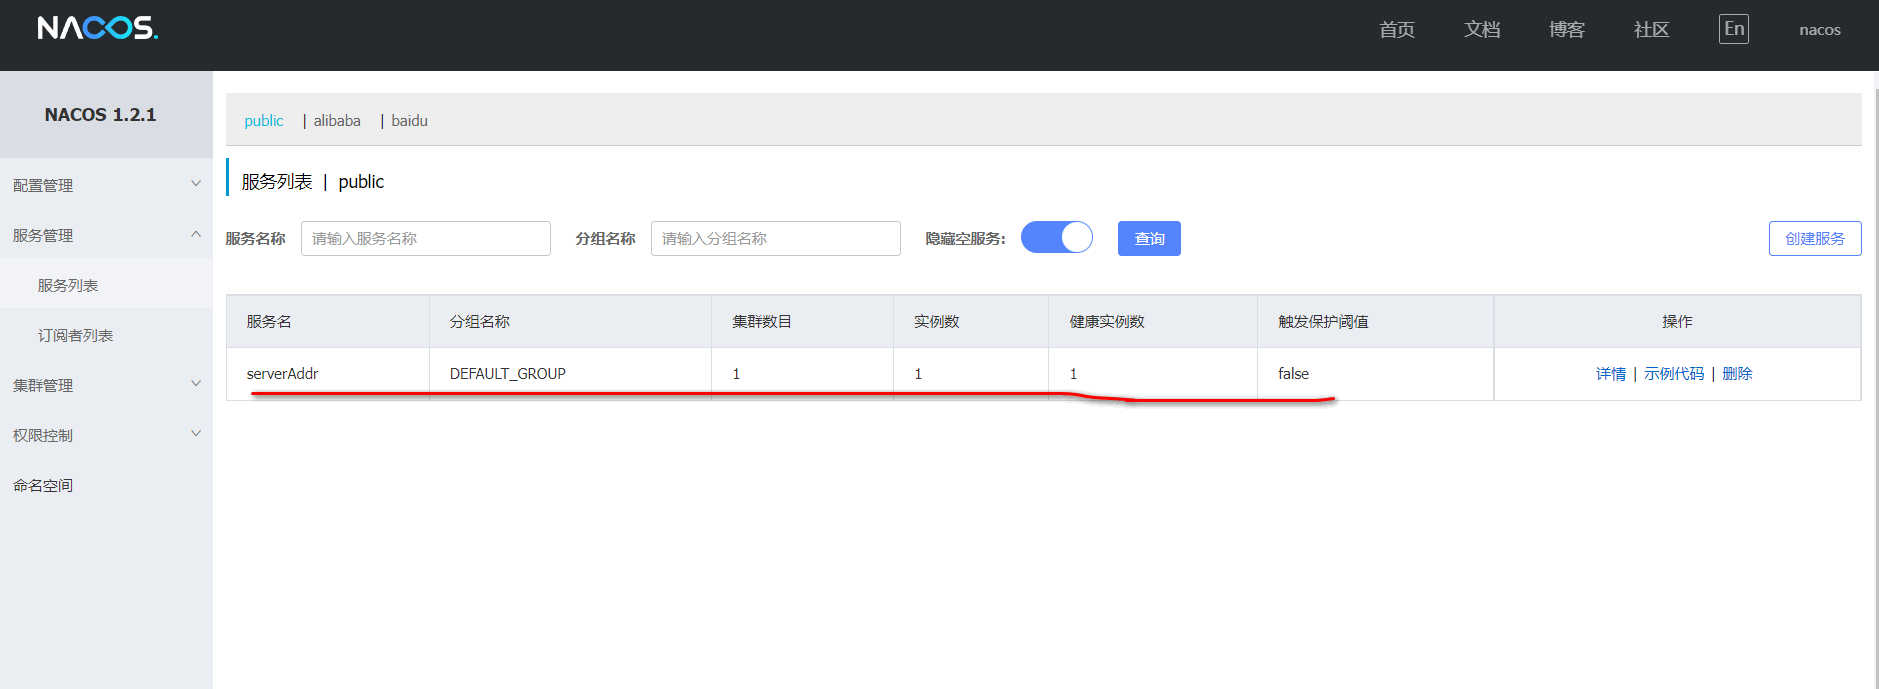 NACOS. 首页 文档 博客 社区 En nacos
NACOS 1.2.1
配置管理
服务管理
服务列表
订阅者列表
集群管理
权限控制
命名空间
public | alibaba | baidu
服务列表 | public
服务名称 请输入服务名称 分组名称 请输入分组名称 隐藏空服务: 查询 创建服务
服务名 分组名称 集群数目 实例数 健康实例数 触发保护阈值 操作
serverAddr DEFAULT_GROUP 1 1 1 false 详情 | 示例代码 | 删除